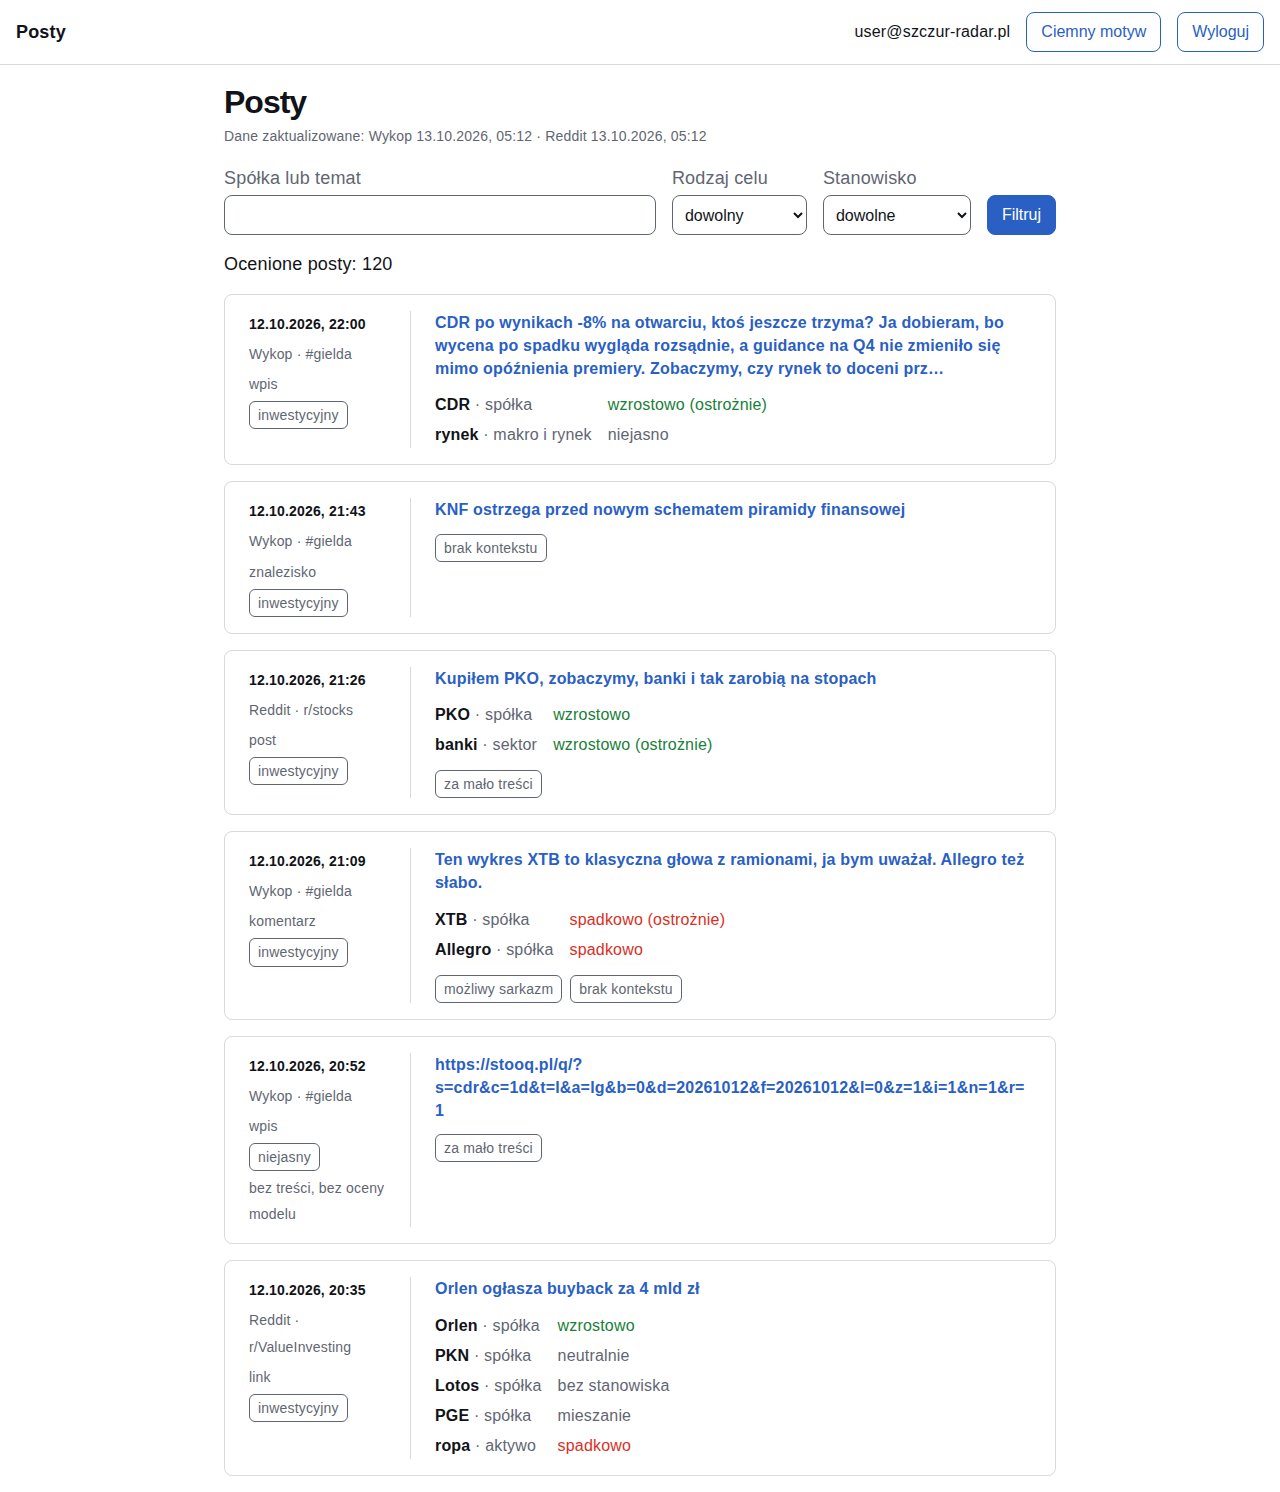 Posty
user@szczur-radar.pl
Ciemny motyw
Wyloguj
Posty
Dane zaktualizowane: Wykop 13.10.2026, 05:12 · Reddit 13.10.2026, 05:12
Spółka lub temat
Rodzaj celu
Stanowisko
dowolny
dowolne
Filtruj
Ocenione posty: 120
12.10.2026, 22:00
Wykop · #gielda
wpis
inwestycyjny
CDR po wynikach -8% na otwarciu, ktoś jeszcze trzyma? Ja dobieram, bo
wycena po spadku wygląda rozsądnie, a guidance na Q4 nie zmieniło się
mimo opóźnienia premiery. Zobaczymy, czy rynek to doceni prz…
CDR · spółka wzrostowo (ostrożnie)
rynek · makro i rynek niejasno
12.10.2026, 21:43
Wykop · #gielda
znalezisko
inwestycyjny
KNF ostrzega przed nowym schematem piramidy finansowej
brak kontekstu
12.10.2026, 21:26
Reddit · r/stocks
post
inwestycyjny
Kupiłem PKO, zobaczymy, banki i tak zarobią na stopach
PKO · spółka wzrostowo
banki · sektor wzrostowo (ostrożnie)
za mało treści
12.10.2026, 21:09
Wykop · #gielda
komentarz
inwestycyjny
Ten wykres XTB to klasyczna głowa z ramionami, ja bym uważał. Allegro też
słabo.
XTB · spółka spadkowo (ostrożnie)
Allegro · spółka spadkowo
możliwy sarkazm brak kontekstu
12.10.2026, 20:52
Wykop · #gielda
wpis
niejasny
bez treści, bez oceny
modelu
https://stooq.pl/q/?
s=cdr&c=1d&t=l&a=lg&b=0&d=20261012&f=20261012&l=0&z=1&i=1&n=1&r=
1
za mało treści
12.10.2026, 20:35
Reddit ·
r/ValueInvesting
link
inwestycyjny
Orlen ogłasza buyback za 4 mld zł
Orlen · spółka wzrostowo
PKN · spółka neutralnie
Lotos · spółka bez stanowiska
PGE · spółka mieszanie
ropa · aktywo spadkowo